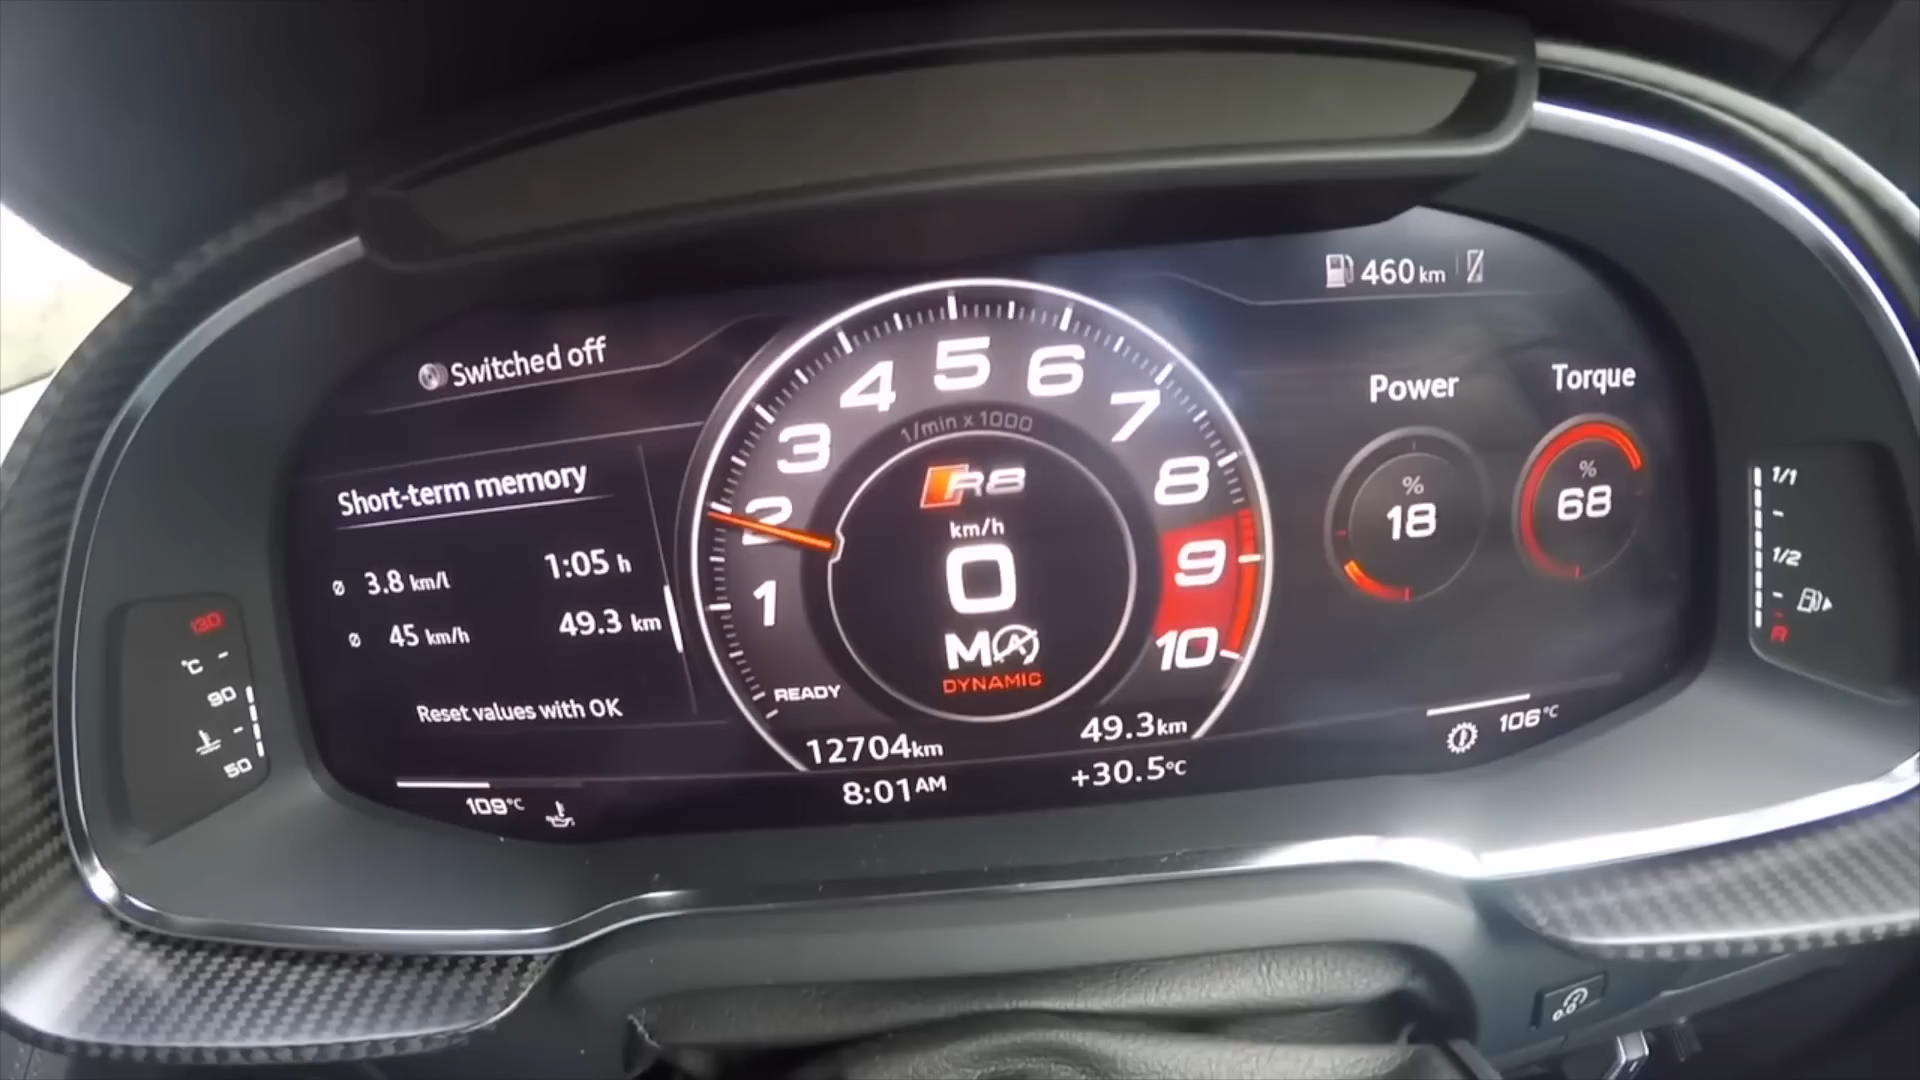 460 km
Switched off
Power
Torque
Short-term memory
ø 3.8 km/l 1:05 h
ø 45 km/h 49.3 km
Reset values with OK
1
2
3
4
5
6
7
8
9
10
1/min x 1000
R8
km/h
0
M
A
DYNAMIC
READY
%
18
%
68
12704km
49.3km
8:01AM
+30.5°C
109°C
106°C
130
°C
90
50
1/1
1/2
R